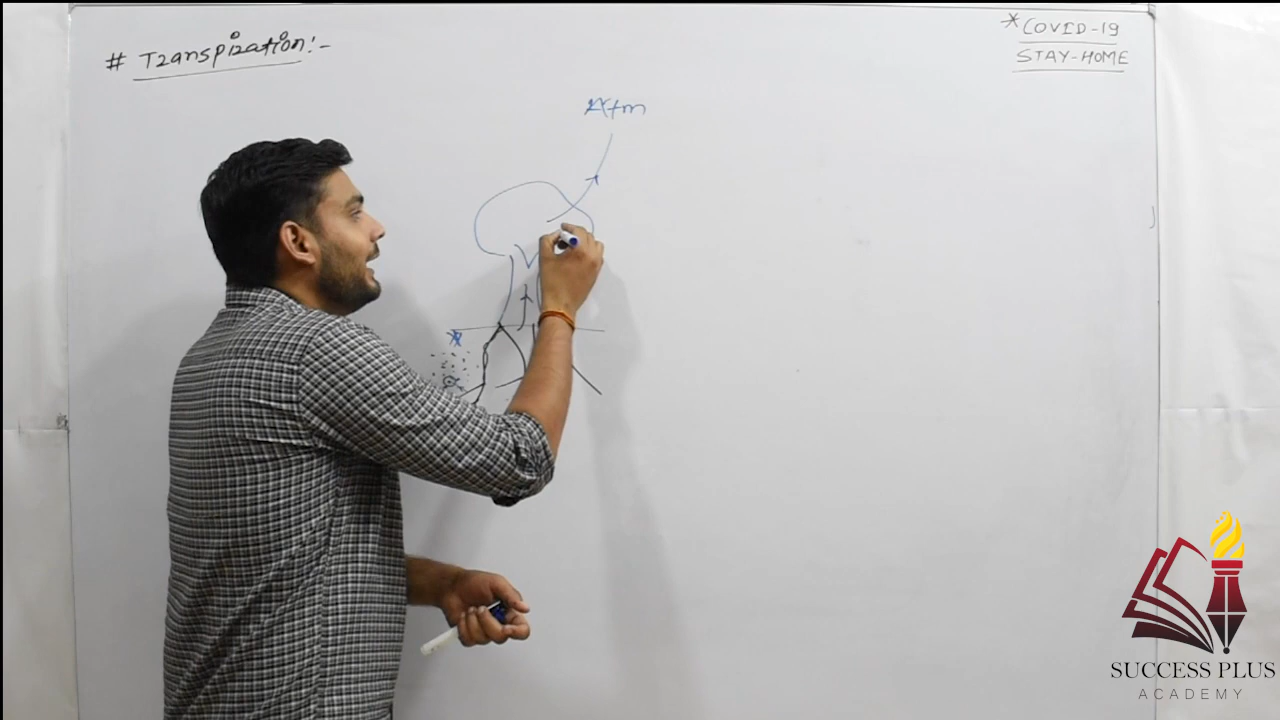 # Transpiration:-
*COVID-19
STAY-HOME
Atm
SUCCESS PLUS
ACADEMY